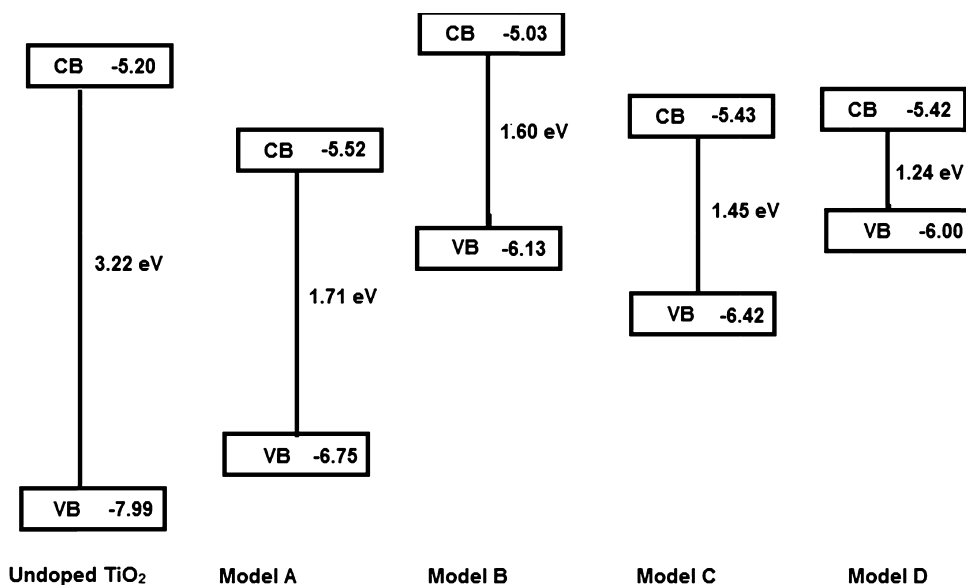 CB -5.20
3.22 eV
VB -7.99
Undoped TiO₂
CB -5.52
1.71 eV
VB -6.75
Model A
CB -5.03
1.60 eV
VB -6.13
Model B
CB -5.43
1.45 eV
VB -6.42
Model C
CB -5.42
1.24 eV
VB -6.00
Model D